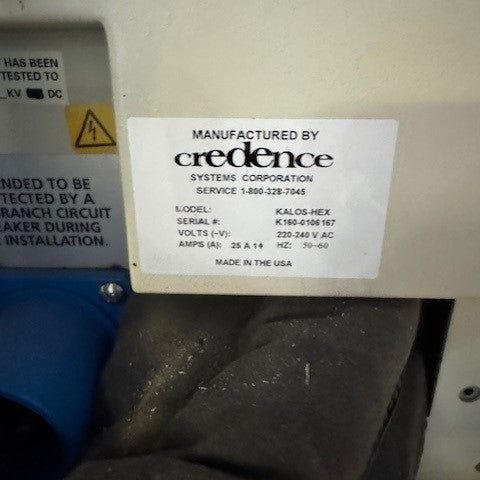 HAS BEEN
TESTED TO
KV DC
ENDED TO BE
TECTED BY A
RANCH CIRCUIT
AKER DURING
INSTALLATION.
MANUFACTURED BY
credence
SYSTEMS CORPORATION
SERVICE 1-800-328-7045
MODEL: KALOS-HEX
SERIAL #: K160-0106167
VOLTS (~V): 220-240 V AC
AMPS (A): 25 A 1ϕ HZ: 50-60
MADE IN THE USA